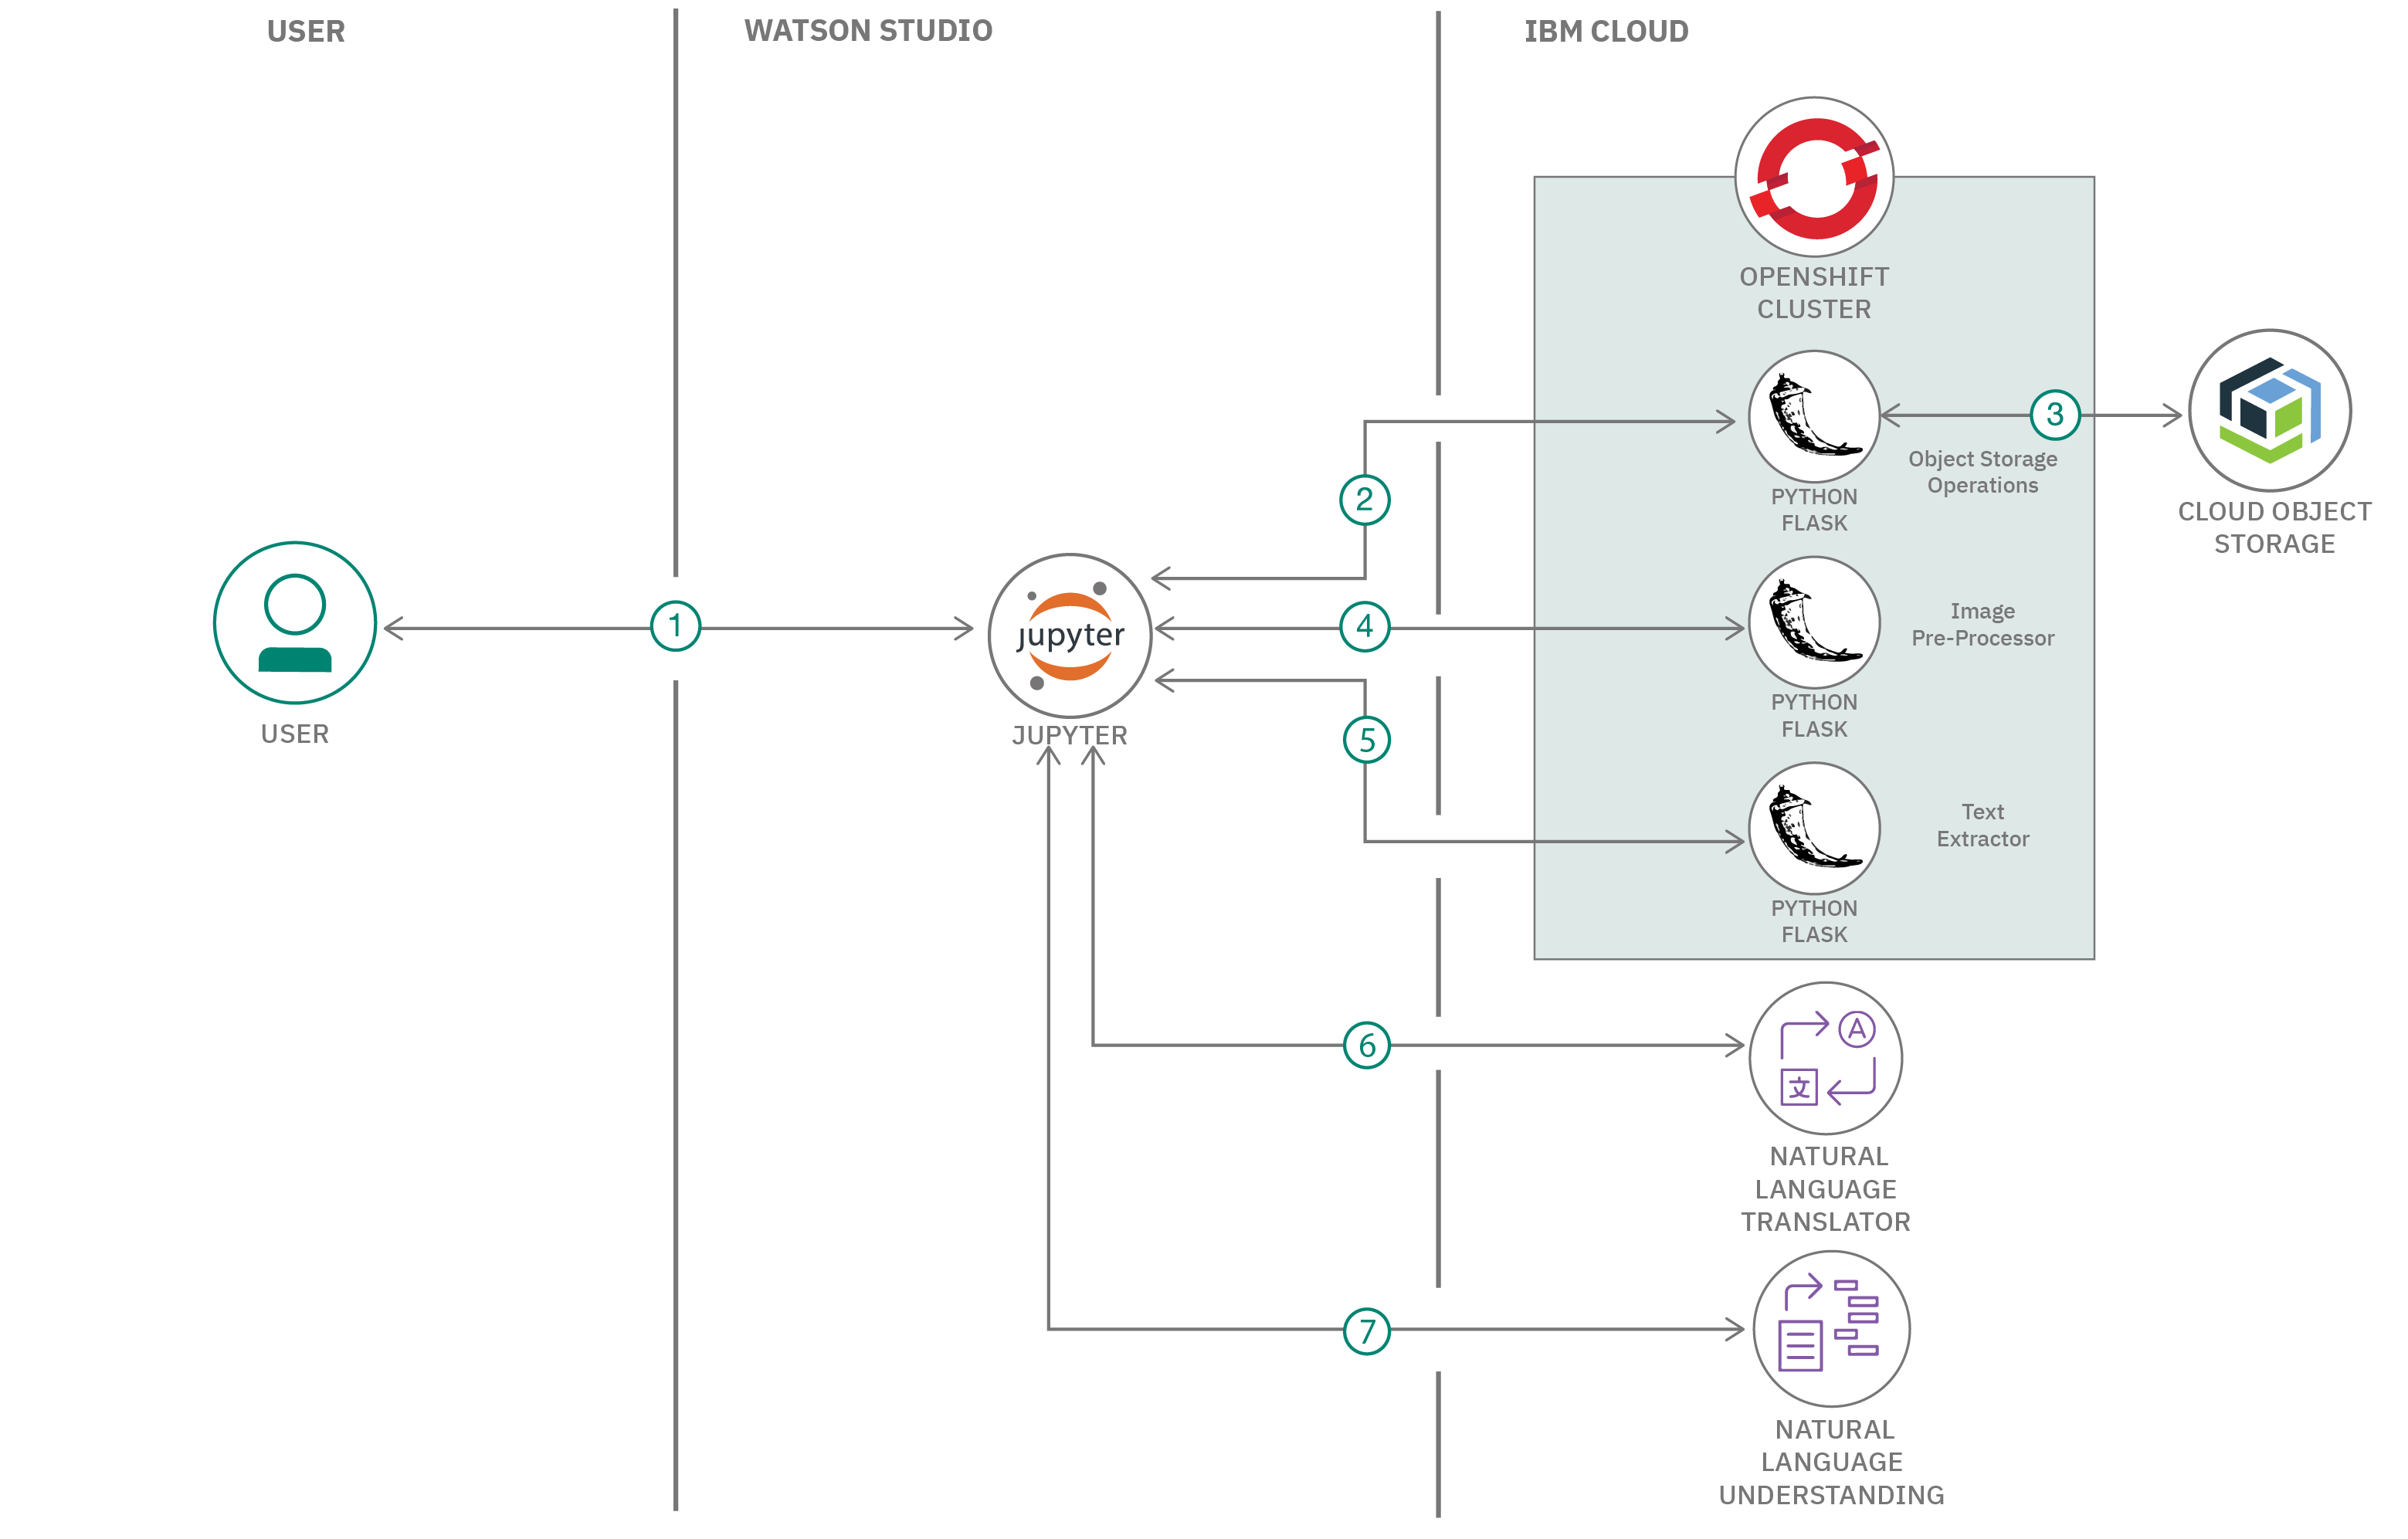 USER
WATSON STUDIO
IBM CLOUD
OPENSHIFT
CLUSTER
3
Object Storage
Operations
PYTHON
FLASK
CLOUD OBJECT
STORAGE
2
1
USER
jupyter
JUPYTER
4
Image
Pre-Processor
PYTHON
FLASK
5
Text
Extractor
PYTHON
FLASK
6
A
文
NATURAL
LANGUAGE
TRANSLATOR
7
NATURAL
LANGUAGE
UNDERSTANDING